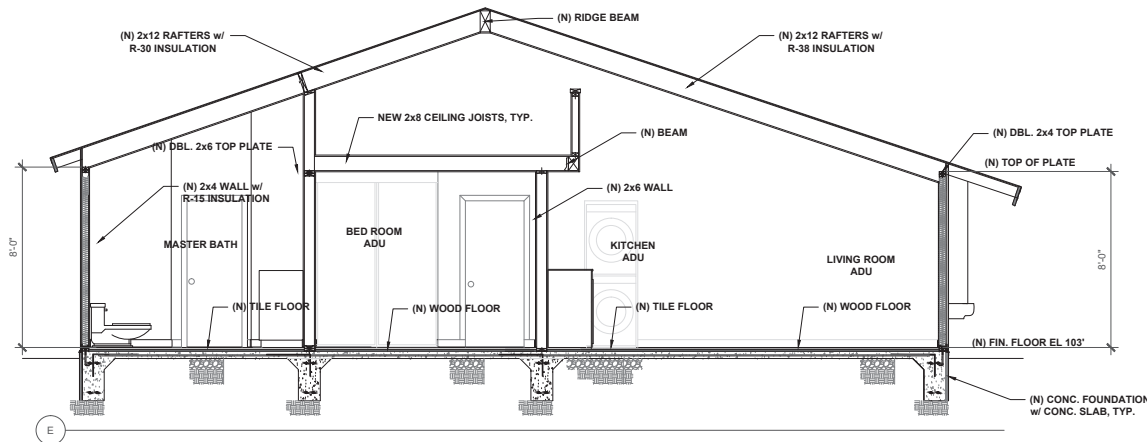 (N) RIDGE BEAM
(N) 2x12 RAFTERS w/
R-30 INSULATION
(N) 2x12 RAFTERS w/
R-38 INSULATION
NEW 2x8 CEILING JOISTS, TYP.
(N) BEAM
(N) DBL. 2x4 TOP PLATE
(N) DBL. 2x6 TOP PLATE
(N) TOP OF PLATE
(N) 2x4 WALL w/
R-15 INSULATION
(N) 2x6 WALL
8'-0"
MASTER BATH
BED ROOM
ADU
KITCHEN
ADU
LIVING ROOM
ADU
8'-0"
(N) TILE FLOOR
(N) WOOD FLOOR
(N) TILE FLOOR
(N) WOOD FLOOR
(N) FIN. FLOOR EL 103'
(N) CONC. FOUNDATION
w/ CONC. SLAB, TYP.
E